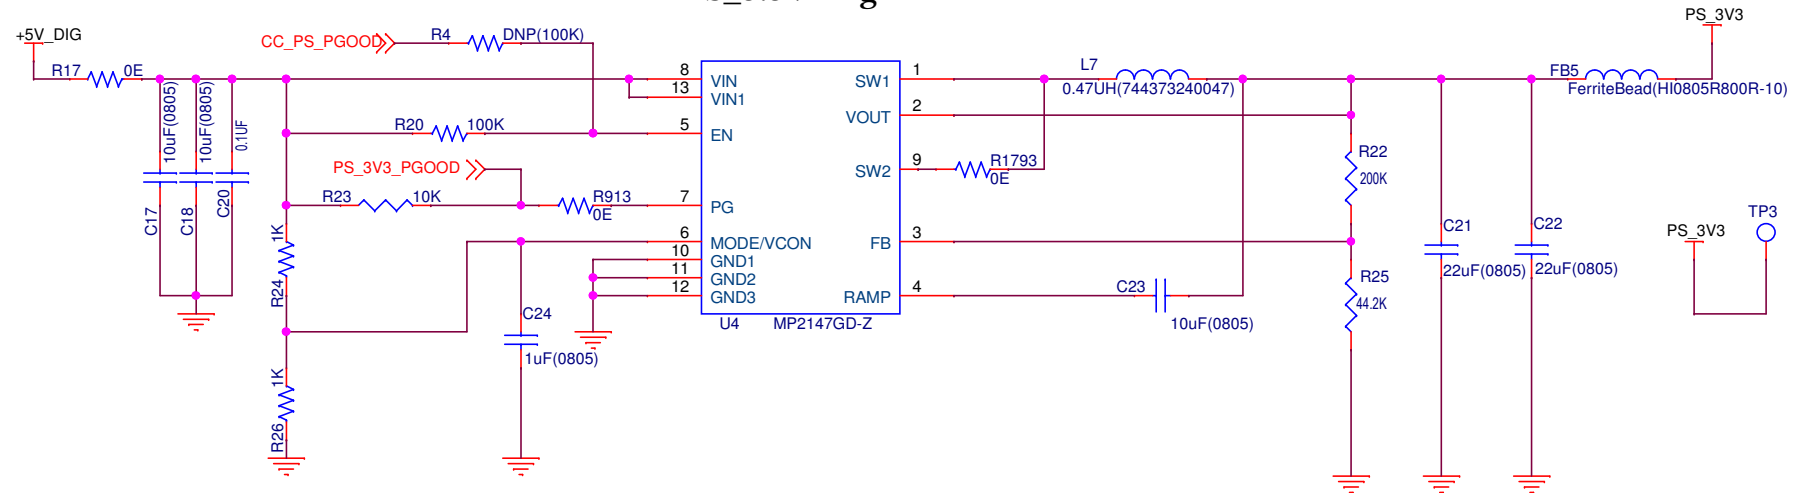 +5V_DIG
R17
0E
CC_PS_PGOOD
R4
DNP(100K)
10uF(0805)
10uF(0805)
0.1UF
C17
C18
C20
R20
100K
PS_3V3_PGOOD
R23
10K
R913
0E
1K
R24
1K
R26
C24
1uF(0805)
8
13
5
7
6
10
11
12
VIN
VIN1
EN
PG
MODE/VCON
GND1
GND2
GND3
SW1
VOUT
SW2
FB
RAMP
1
2
9
3
4
U4
MP2147GD-Z
L7
0.47UH(744373240047)
R1793
0E
C23
10uF(0805)
R22
200K
R25
44.2K
C21
22uF(0805)
C22
22uF(0805)
FB5
FerriteBead(HI0805R800R-10)
PS_3V3
PS_3V3
TP3